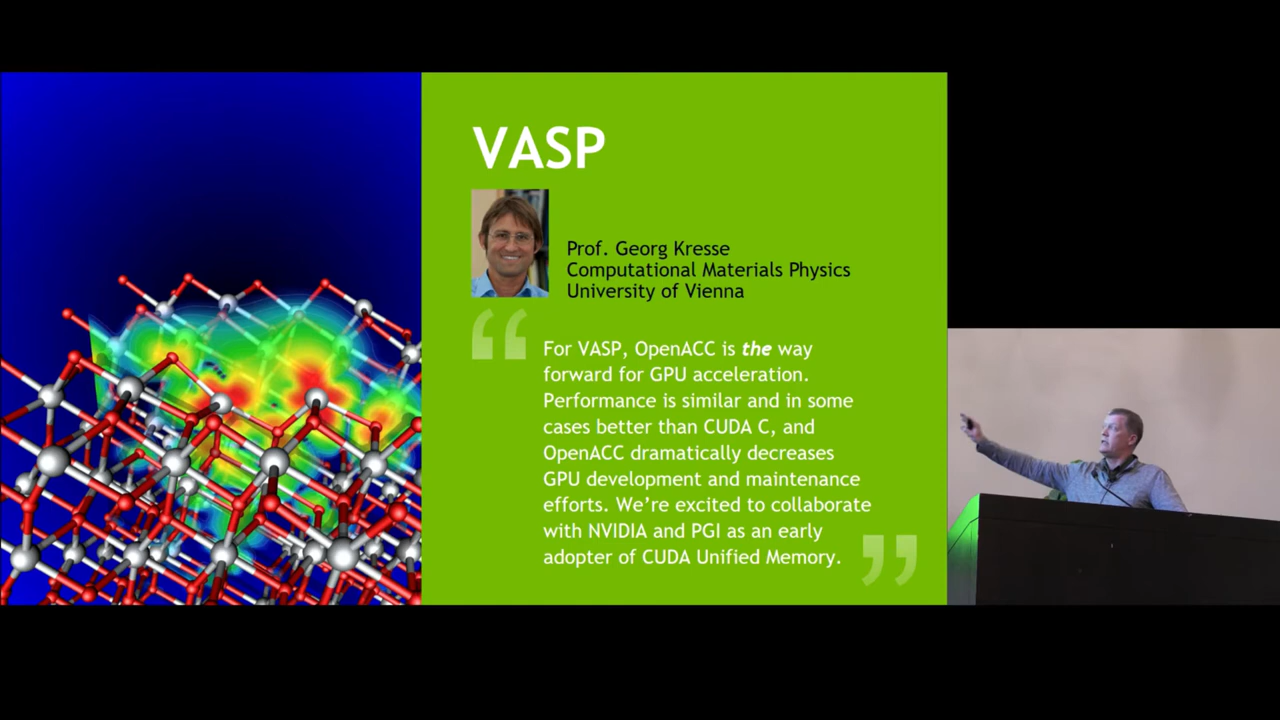 VASP
Prof. Georg Kresse
Computational Materials Physics
University of Vienna
“
For VASP, OpenACC is the way
forward for GPU acceleration.
Performance is similar and in some
cases better than CUDA C, and
OpenACC dramatically decreases
GPU development and maintenance
efforts. We’re excited to collaborate
with NVIDIA and PGI as an early
adopter of CUDA Unified Memory.
”